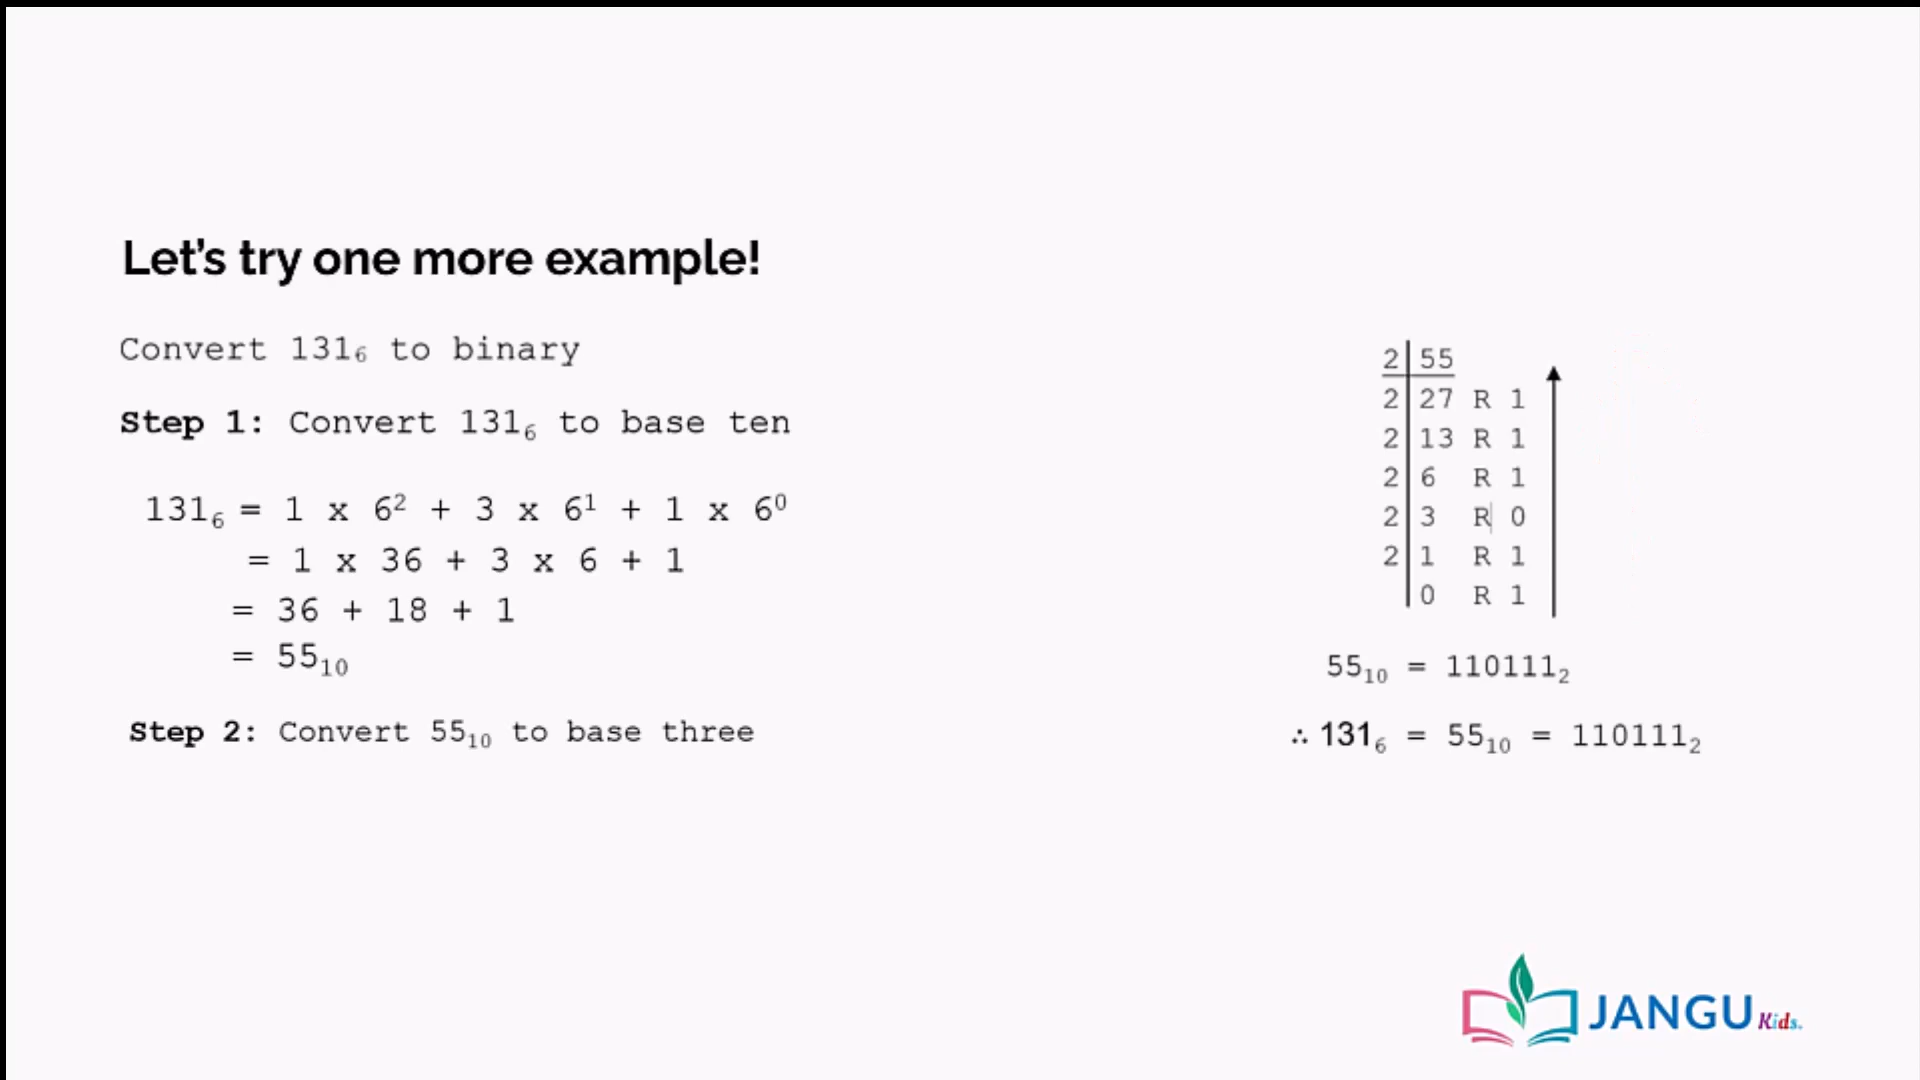 Let's try one more example!
Convert 131₆ to binary
Step 1: Convert 131₆ to base ten
131₆ = 1 x 6² + 3 x 6¹ + 1 x 6⁰
= 1 x 36 + 3 x 6 + 1
= 36 + 18 + 1
= 55₁₀
Step 2: Convert 55₁₀ to base three
2 55
2 27 R 1
2 13 R 1
2 6 R 1
2 3 R 0
2 1 R 1
0 R 1
55₁₀ = 110111₂
∴ 131₆ = 55₁₀ = 110111₂
JANGU Kids.